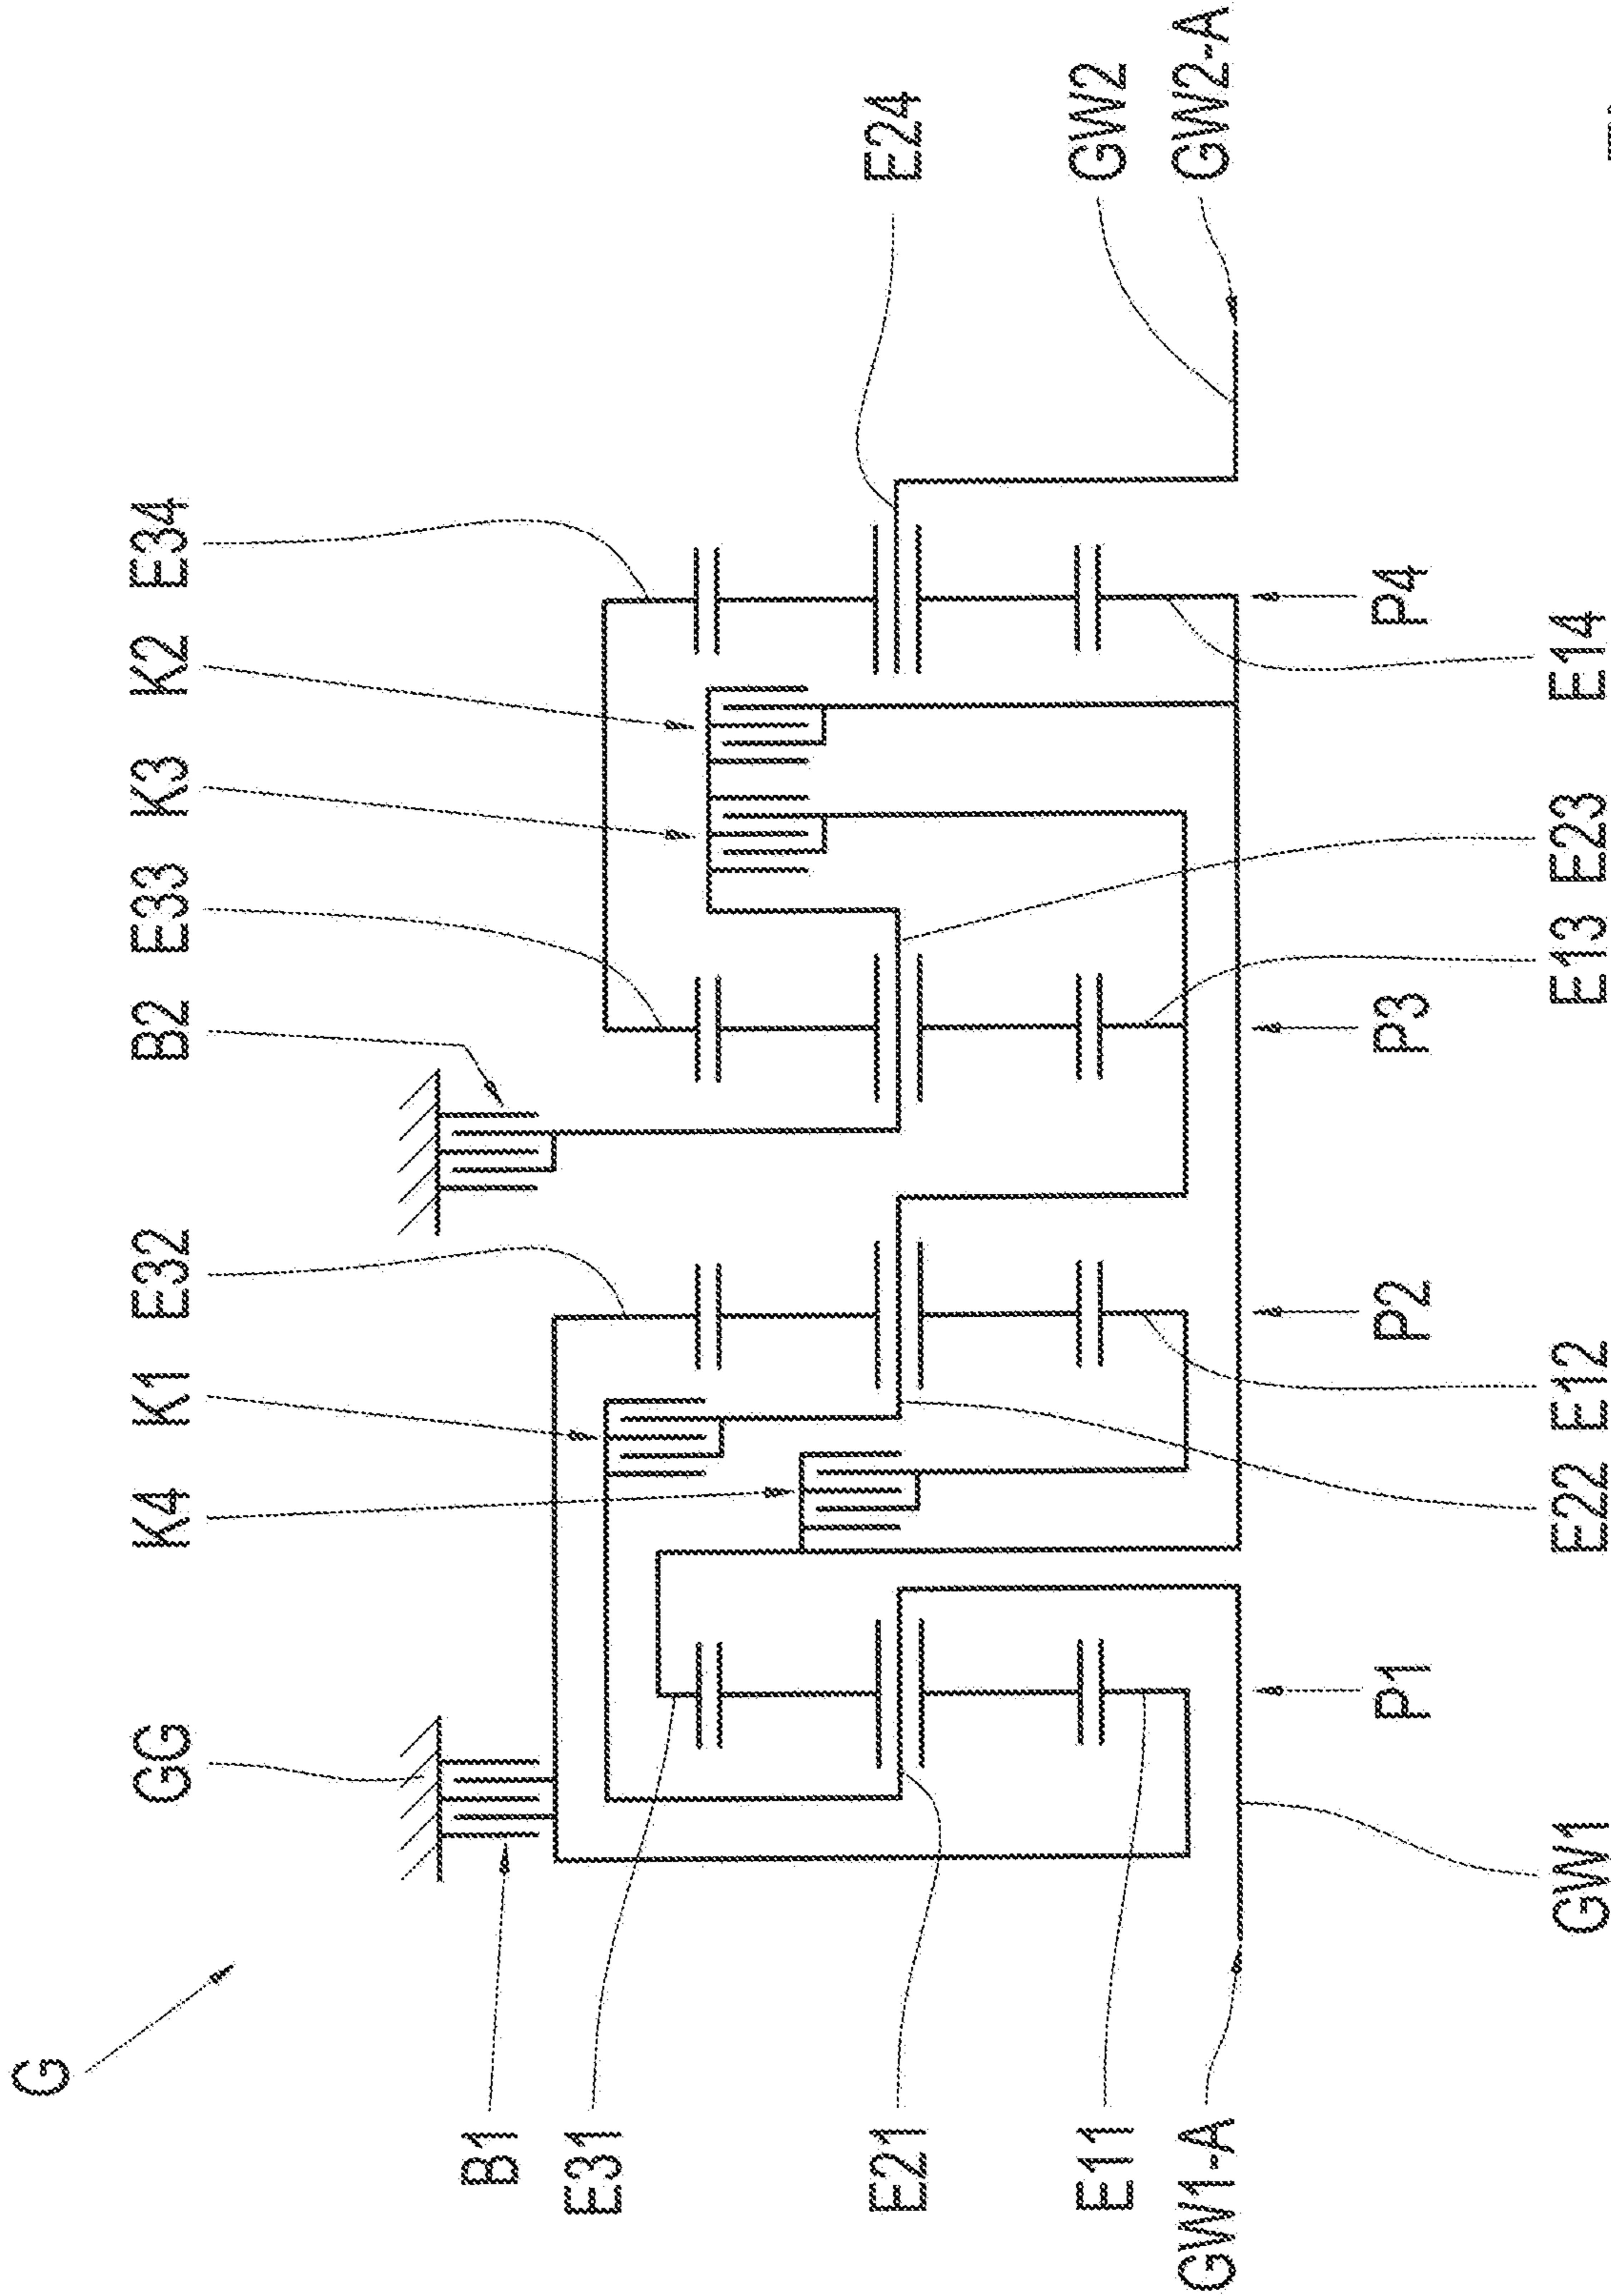 G
GG K4 K1 E32 B2 E33 K3 K2 E34
B1
E31
E21
E11
GW1-A
E24
GW2
GW2-A
P1 P2 P3 P4
GW1 E22 E12 E13 E23 E14